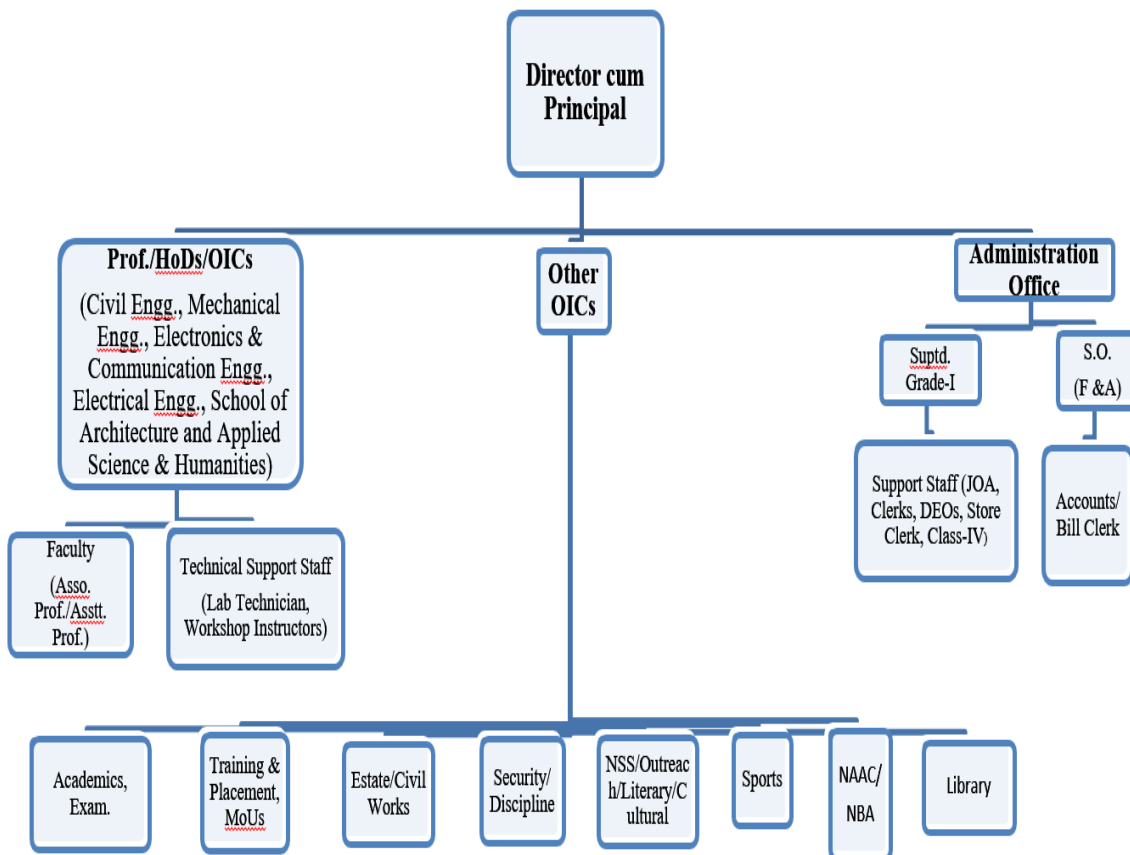 Director cum
Principal
Prof./HoDs/OICs
(Civil Engg., Mechanical
Engg., Electronics &
Communication Engg.,
Electrical Engg., School of
Architecture and Applied
Science & Humanities)
Other
OICs
Administration
Office
Suptd.
Grade-I
S.O.
(F &A)
Support Staff (JOA,
Clerks, DEOs, Store
Clerk, Class-IV)
Accounts/
Bill Clerk
Faculty
(Asso.
Prof./Asstt.
Prof.)
Technical Support Staff
(Lab Technician,
Workshop Instructors)
Academics,
Exam.
Training &
Placement,
MoUs
Estate/Civil
Works
Security/
Discipline
NSS/Outreac
h/Literary/C
ultural
Sports
NAAC/
NBA
Library